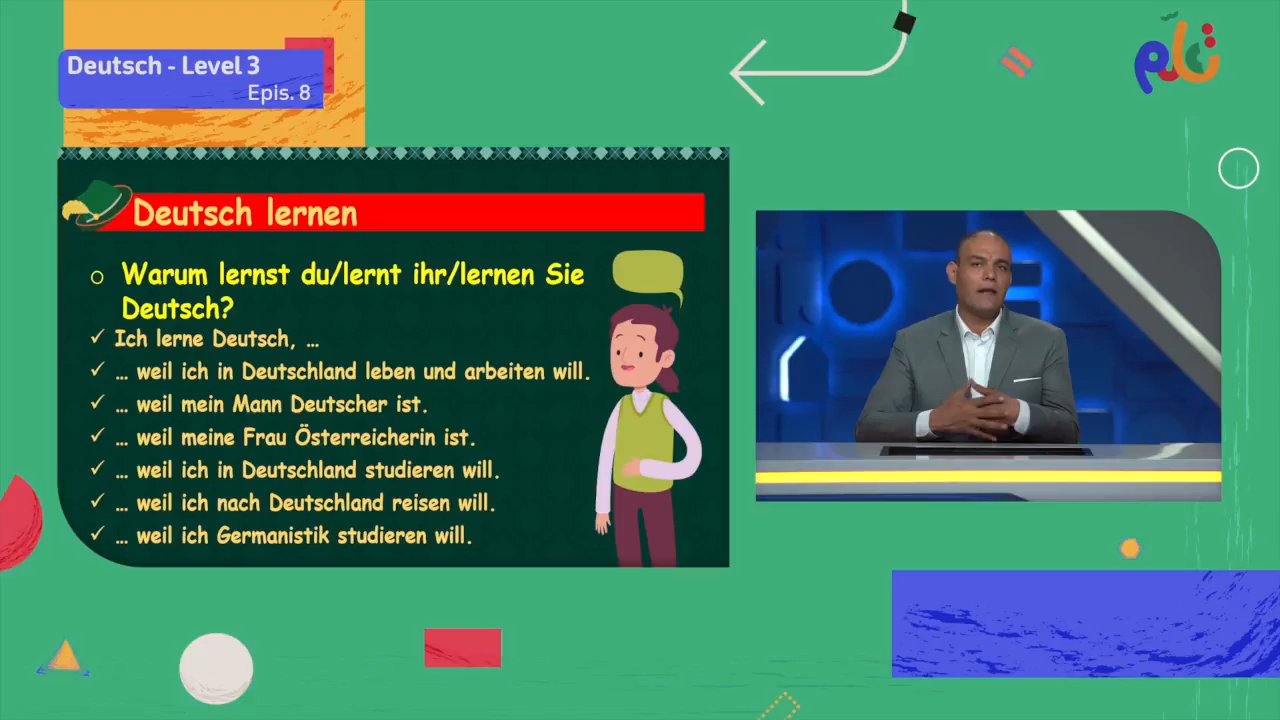 Deutsch - Level 3
Epis. 8
تعلم
Deutsch lernen
o Warum lernst du/lernt ihr/lernen Sie
Deutsch?
✓ Ich lerne Deutsch, …
✓ … weil ich in Deutschland leben und arbeiten will.
✓ … weil mein Mann Deutscher ist.
✓ … weil meine Frau Österreicherin ist.
✓ … weil ich in Deutschland studieren will.
✓ … weil ich nach Deutschland reisen will.
✓ … weil ich Germanistik studieren will.